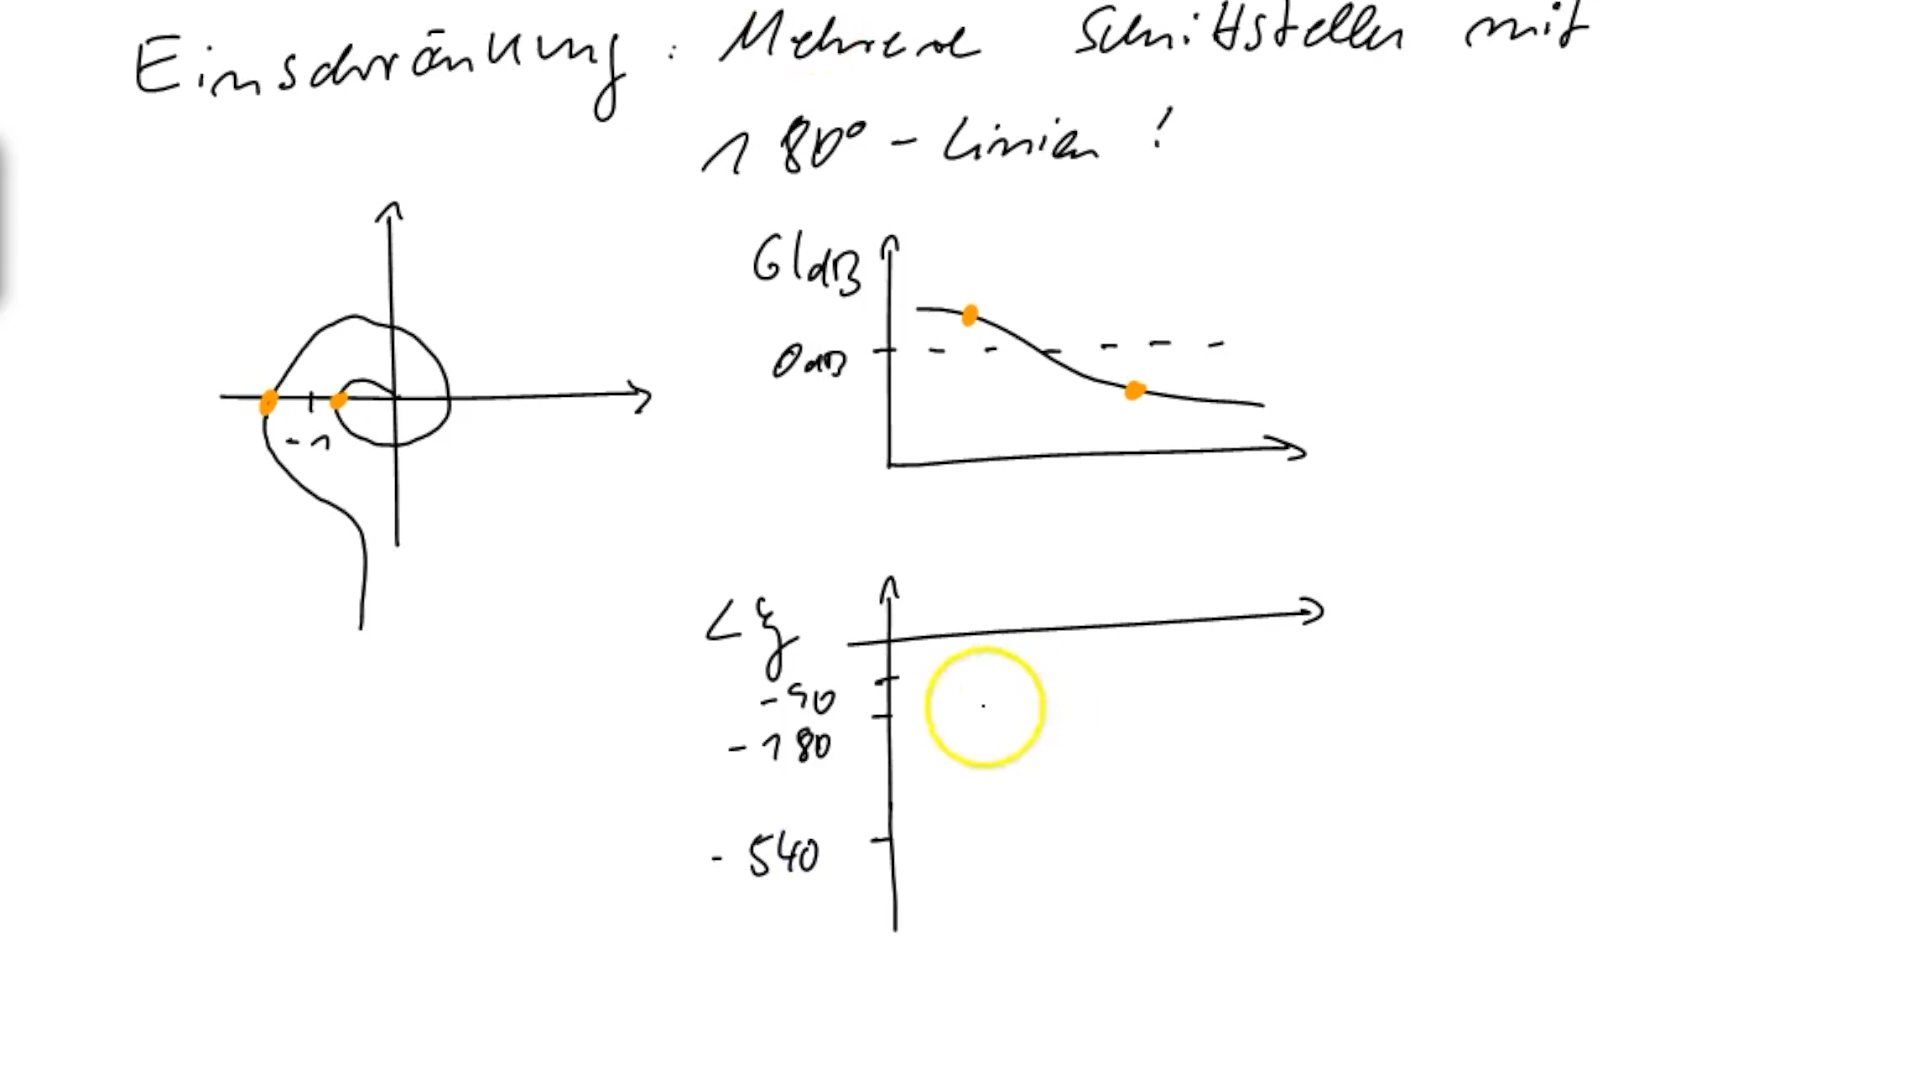 Einschränkung: Mehrere Schnittstellen mit
180° - Linien !
G|dB
0dB
-1
-90
-180
- 540